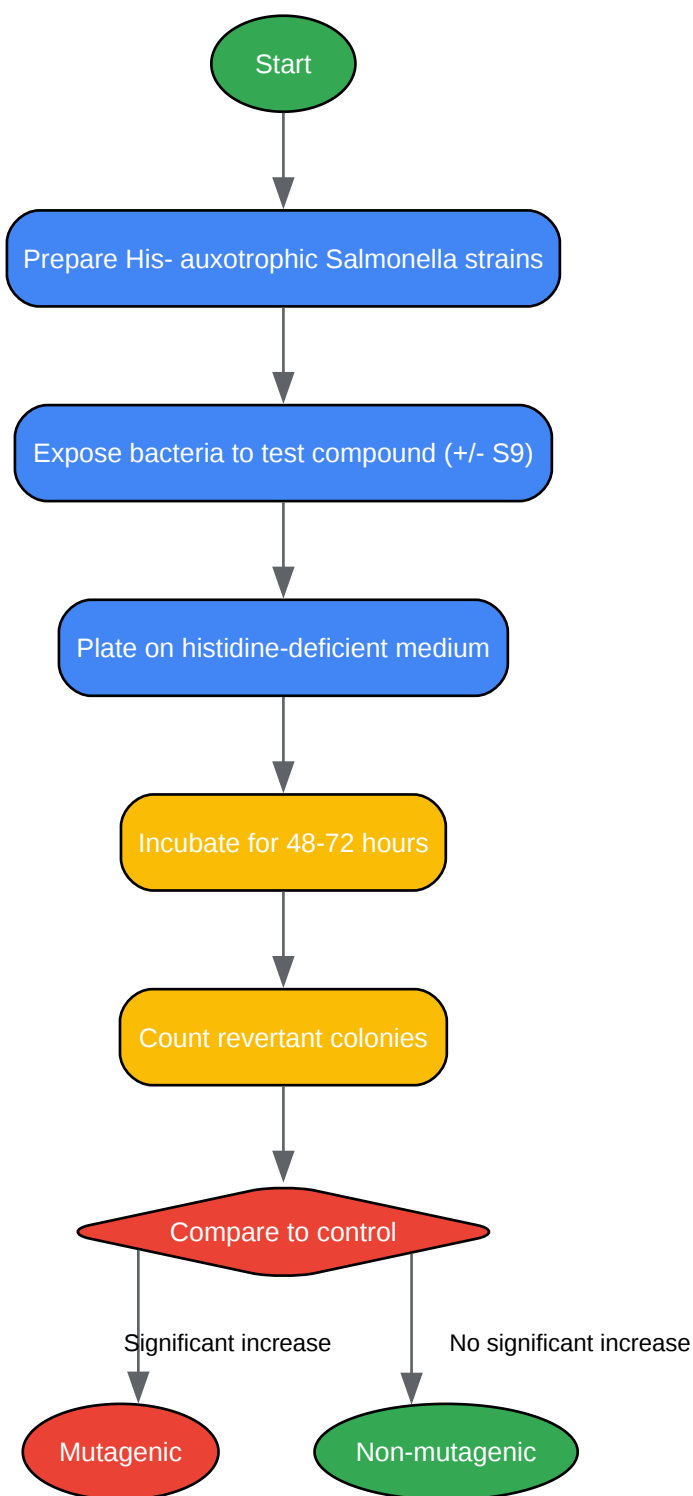 Start
Prepare His- auxotrophic Salmonella strains
Expose bacteria to test compound (+/- S9)
Plate on histidine-deficient medium
Incubate for 48-72 hours
Count revertant colonies
Compare to control
Significant increase
No significant increase
Mutagenic
Non-mutagenic